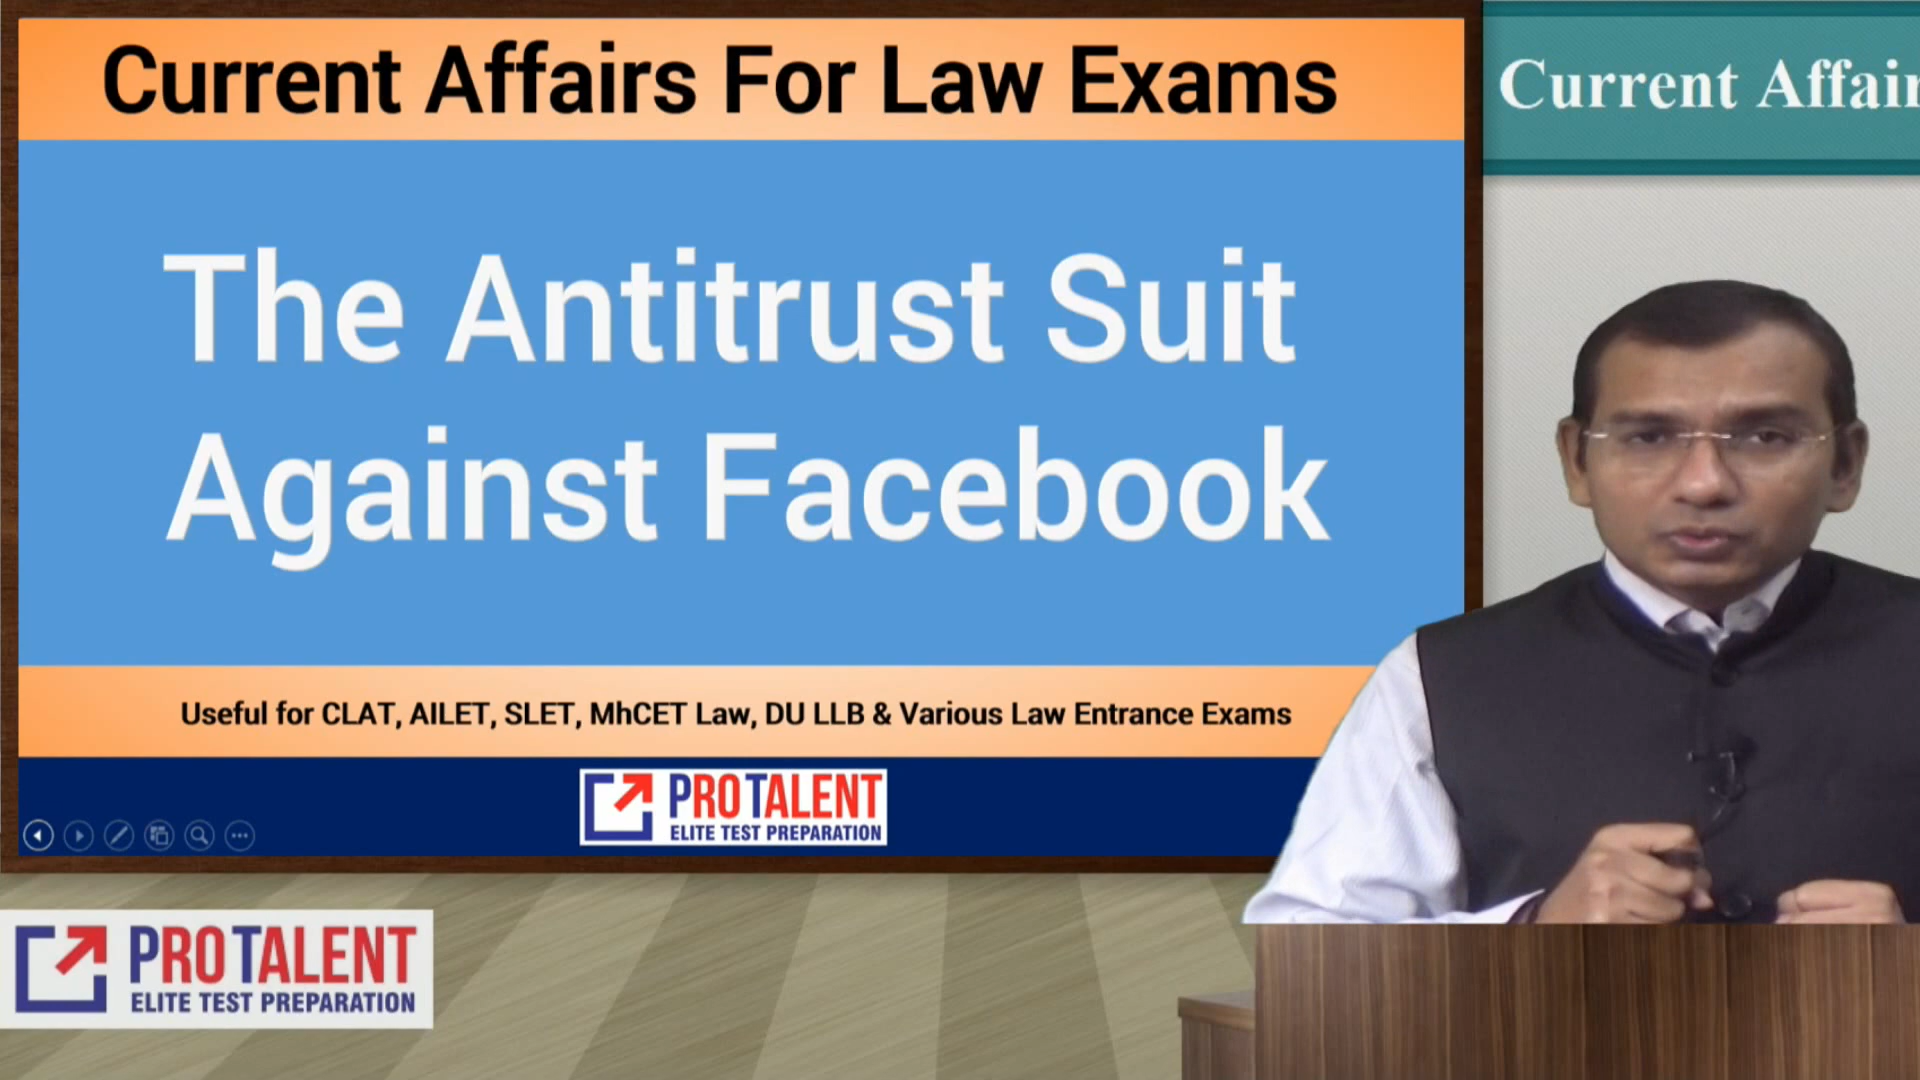 Current Affairs For Law Exams
Current Affair
The Antitrust Suit
Against Facebook
Useful for CLAT, AILET, SLET, MhCET Law, DU LLB & Various Law Entrance Exams
PROTALENT
ELITE TEST PREPARATION
PROTALENT
ELITE TEST PREPARATION